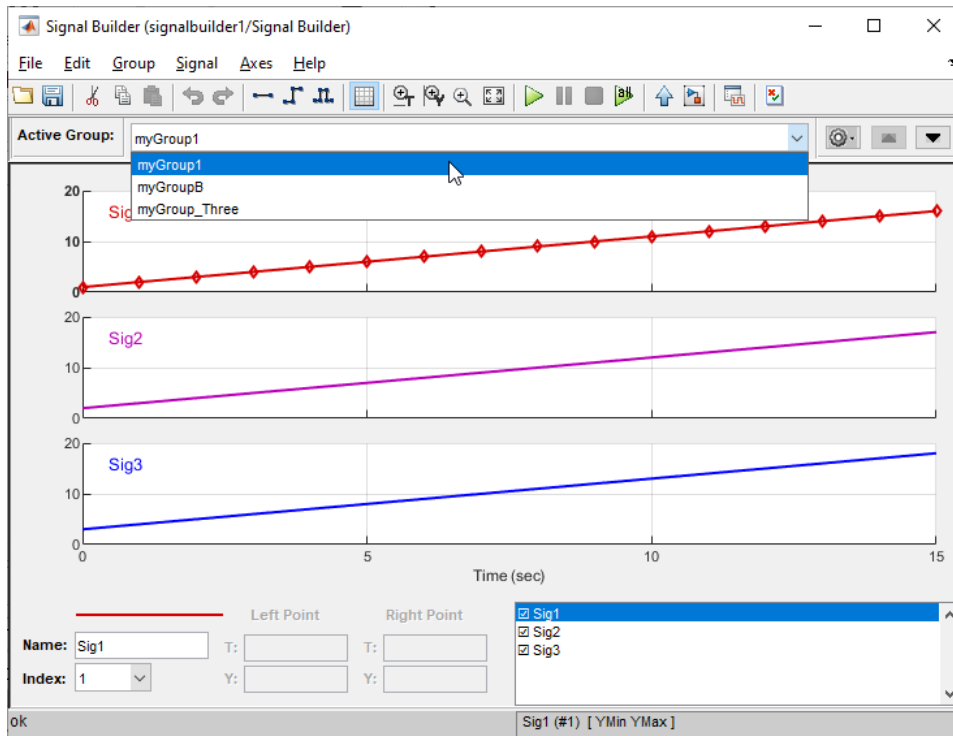 Signal Builder (signalbuilder1/Signal Builder)
File Edit Group Signal Axes Help
Active Group: myGroup1
myGroup1
myGroupB
myGroup_Three
20
Sig
10
0
20
Sig2
10
0
20
Sig3
10
0
0 5 10 15
Time (sec)
Left Point Right Point
Name: Sig1 T: T:
Index: 1 Y: Y:
Sig1
Sig2
Sig3
ok Sig1 (#1) [ YMin YMax ]